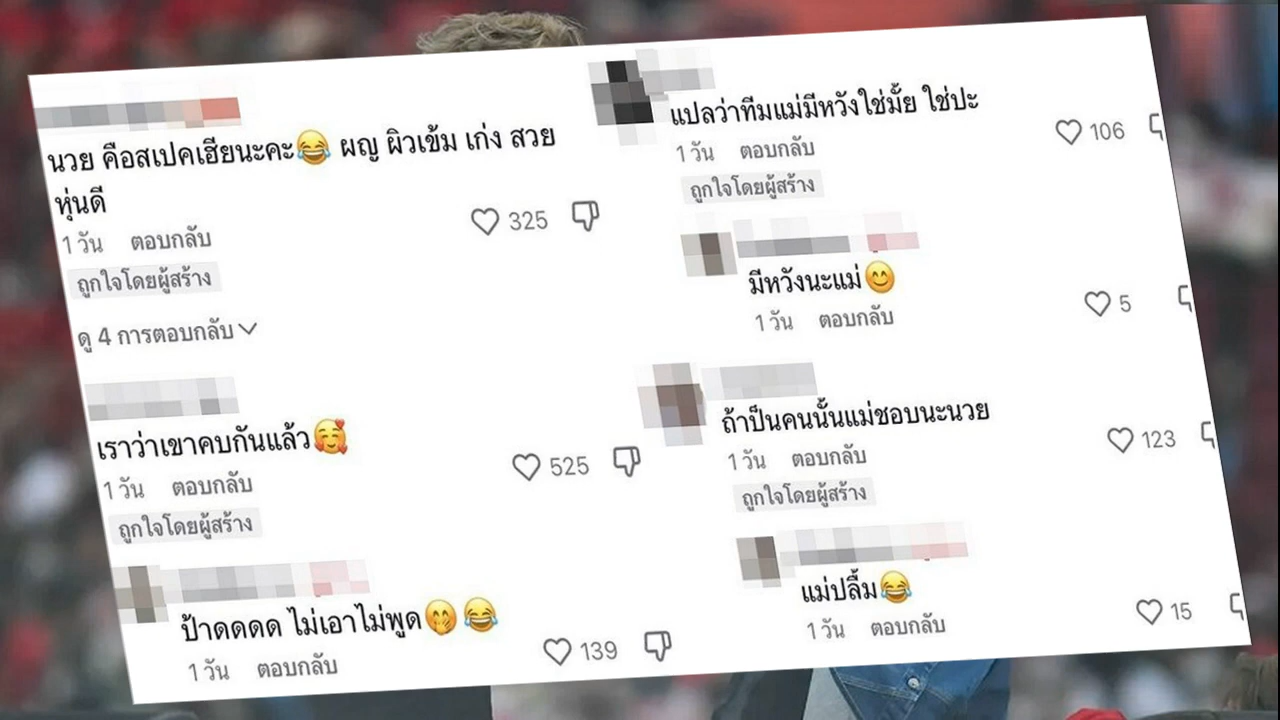 นวย คือสเปคเฮียนะคะ😂 ผญ ผิวเข้ม เก่ง สวย
หุ่นดี
1 วัน ตอบกลับ
325
ถูกใจโดยผู้สร้าง
ดู 4 การตอบกลับ
เราว่าเขาคบกันแล้ว🥰
1 วัน ตอบกลับ
525
ถูกใจโดยผู้สร้าง
ป้าดดดด ไม่เอาไม่พูด🤭😂
1 วัน ตอบกลับ
139
แปลว่าทีมแม่มีหวังใช่มั้ย ใช่ปะ
1 วัน ตอบกลับ
106
ถูกใจโดยผู้สร้าง
มีหวังนะแม่😊
1 วัน ตอบกลับ
5
ถ้าป็นคนนั้นแม่ชอบนะนวย
1 วัน ตอบกลับ
123
ถูกใจโดยผู้สร้าง
แม่ปลื้ม😂
1 วัน ตอบกลับ
15